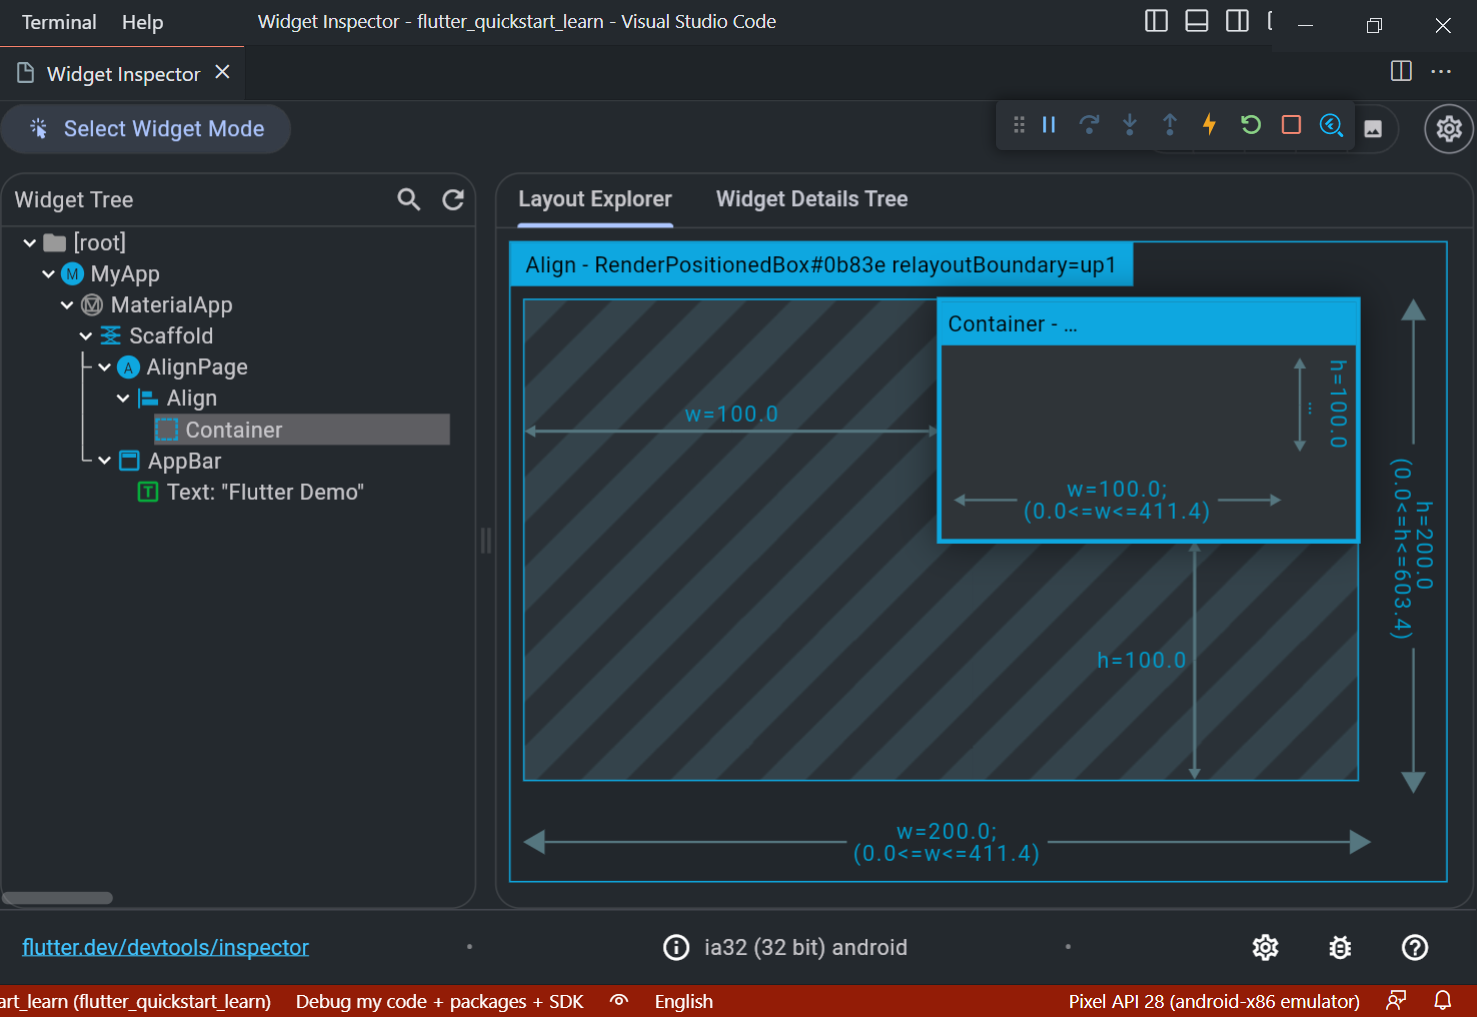 Terminal Help Widget Inspector - flutter_quickstart_learn - Visual Studio Code
Widget Inspector
Select Widget Mode
Widget Tree
[root]
M MyApp
MaterialApp
Scaffold
A AlignPage
Align
Container
AppBar
T Text: "Flutter Demo"
Layout Explorer Widget Details Tree
Align - RenderPositionedBox#0b83e relayoutBoundary=up1
Container - ...
w=100.0
h=100.0
...
w=100.0;
(0.0<=w<=411.4)
h=100.0
h=200.0
(0.0<=h<=603.4)
w=200.0;
(0.0<=w<=411.4)
flutter.dev/devtools/inspector • ia32 (32 bit) android •
art_learn (flutter_quickstart_learn) Debug my code + packages + SDK English Pixel API 28 (android-x86 emulator)